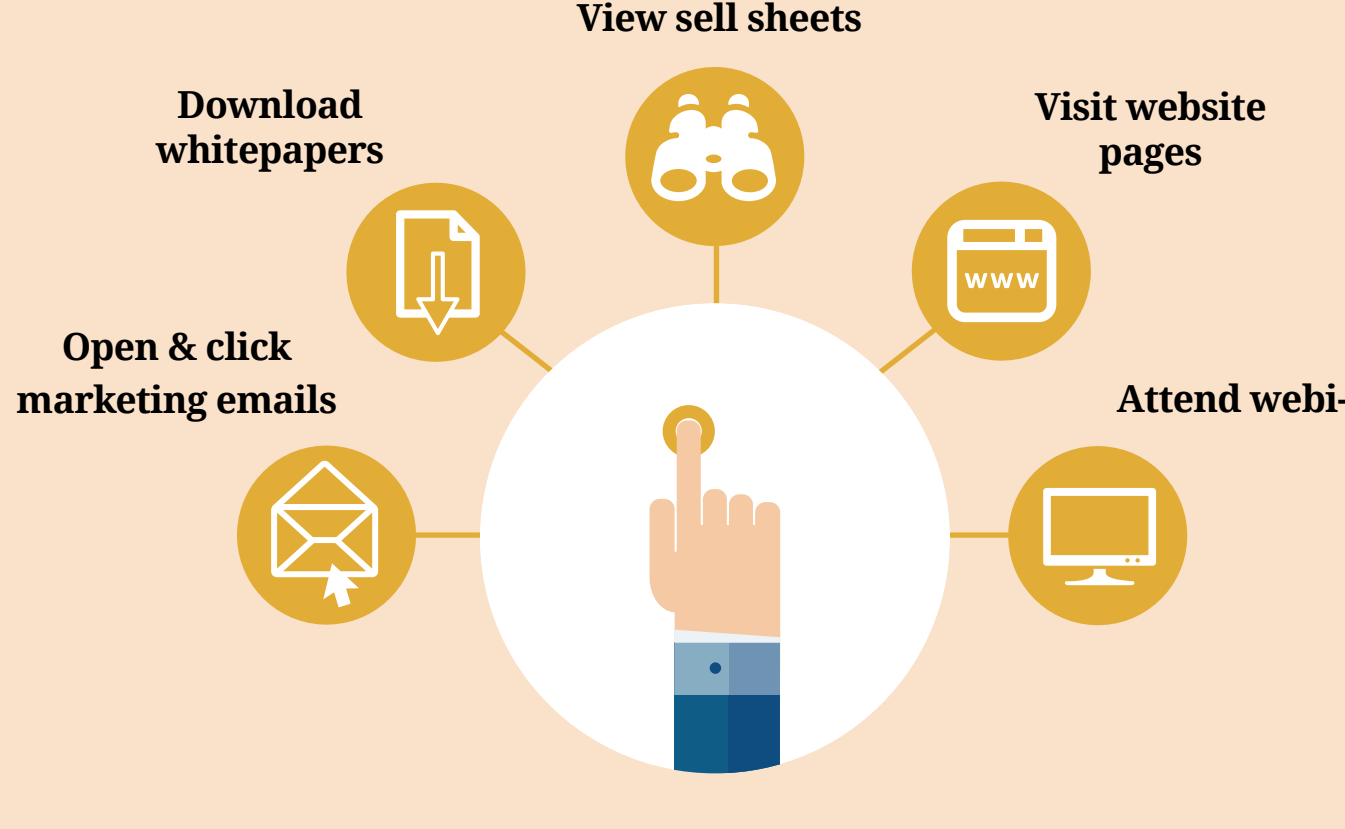 View sell sheets
Download
whitepapers
Visit website
pages
Open & click
marketing emails
Attend webi-
www